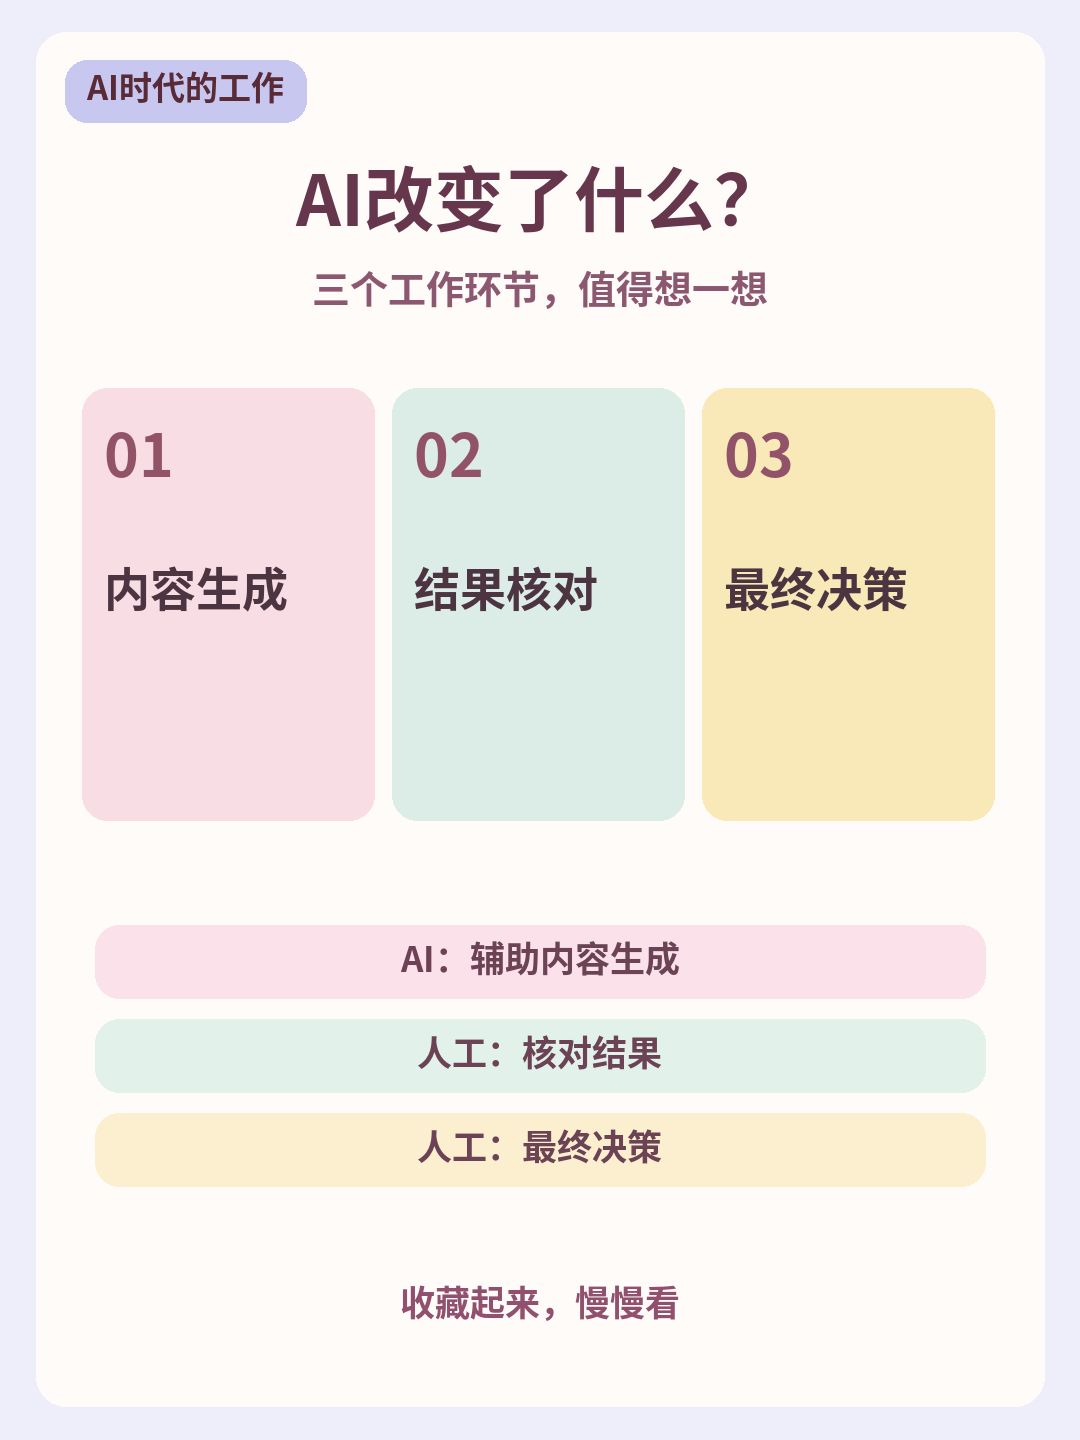 AI时代的工作
AI改变了什么？
三个工作环节，值得想一想
01
内容生成
02
结果核对
03
最终决策
AI：辅助内容生成
人工：核对结果
人工：最终决策
收藏起来，慢慢看